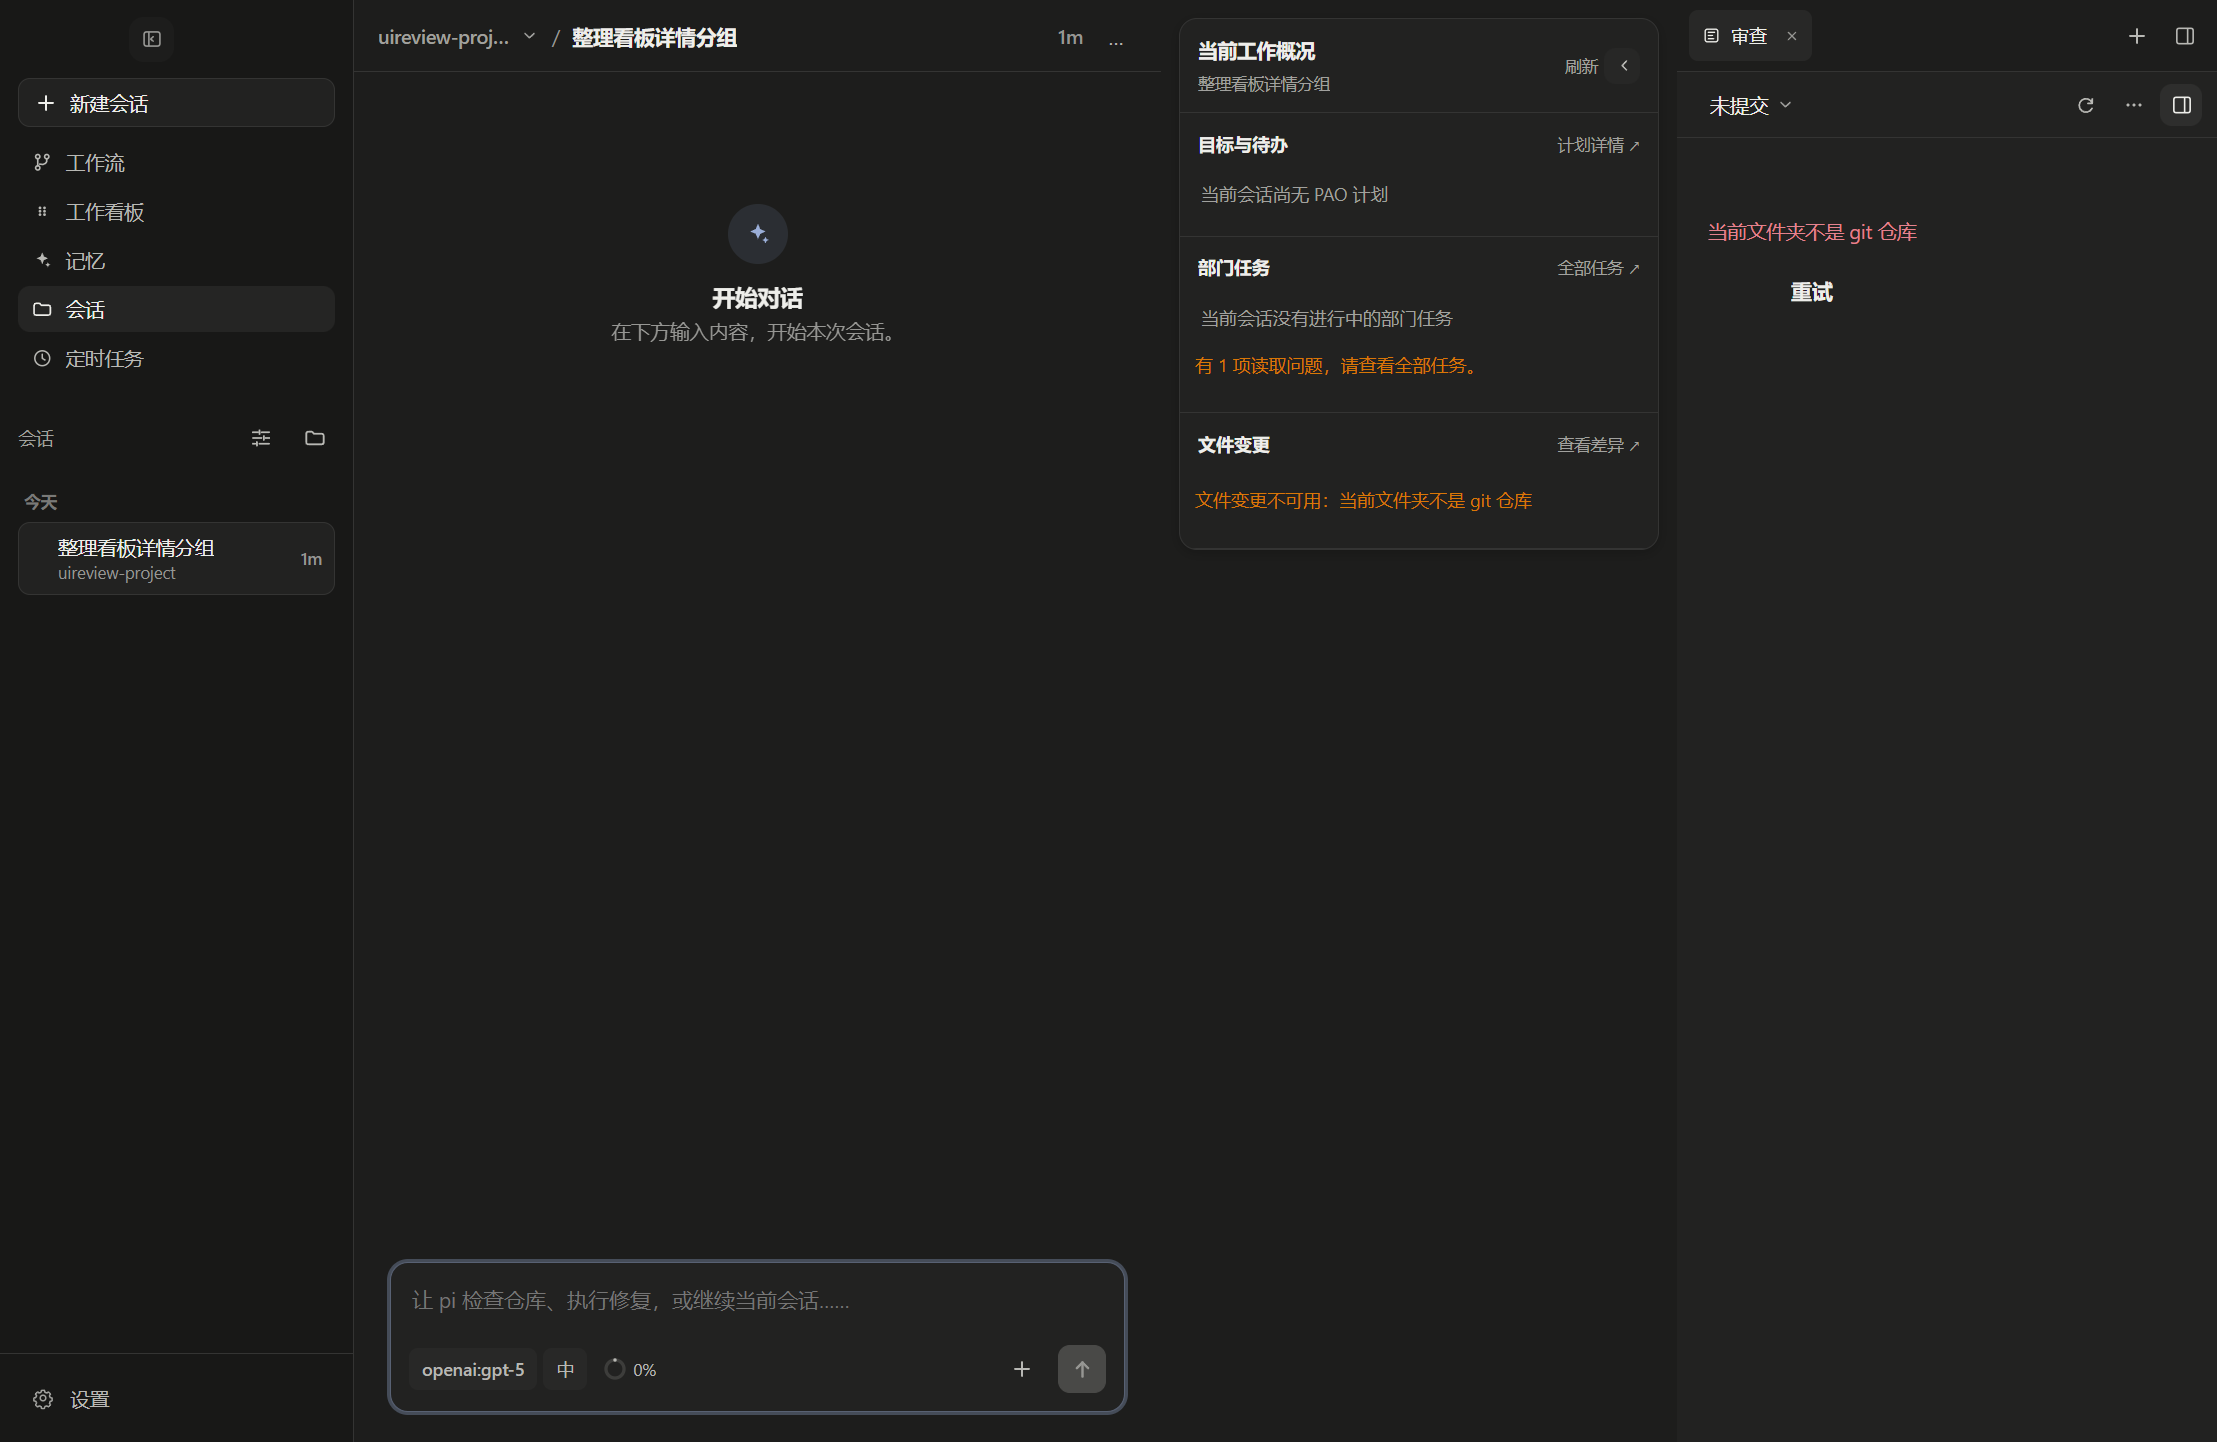 新建会话
工作流
工作看板
记忆
会话
定时任务
会话
今天
整理看板详情分组
uireview-project
1m
设置
uireview-proj... / 整理看板详情分组
1m ...
开始对话
在下方输入内容，开始本次会话。
让 pi 检查仓库、执行修复，或继续当前会话......
openai:gpt-5 中 0%
当前工作概况
整理看板详情分组
刷新
目标与待办
计划详情 ↗
当前会话尚无 PAO 计划
部门任务
全部任务 ↗
当前会话没有进行中的部门任务
有 1 项读取问题，请查看全部任务。
文件变更
查看差异 ↗
文件变更不可用：当前文件夹不是 git 仓库
审查
未提交
当前文件夹不是 git 仓库
重试